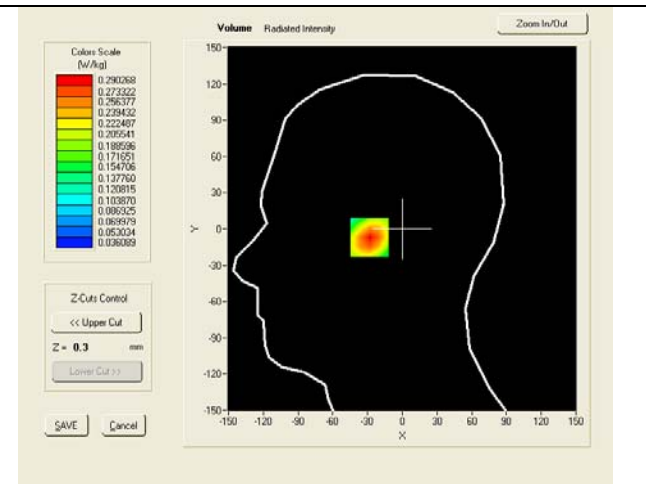 Volume Radiated Intensity
Zoom In/Out
Colors Scale
(W/kg)
0.290268
0.273322
0.256377
0.239432
0.222487
0.205541
0.188596
0.171651
0.154706
0.137760
0.120815
0.103870
0.086925
0.069979
0.053034
0.036089
Z-Cuts Control
<< Upper Cut
Z = 0.3 mm
Lower Cut >>
SAVE Cancel
150
120
90
60
30
0
-30
-60
-90
-120
-150
Y
-150 -120 -90 -60 -30 0 30 60 90 120 150
X